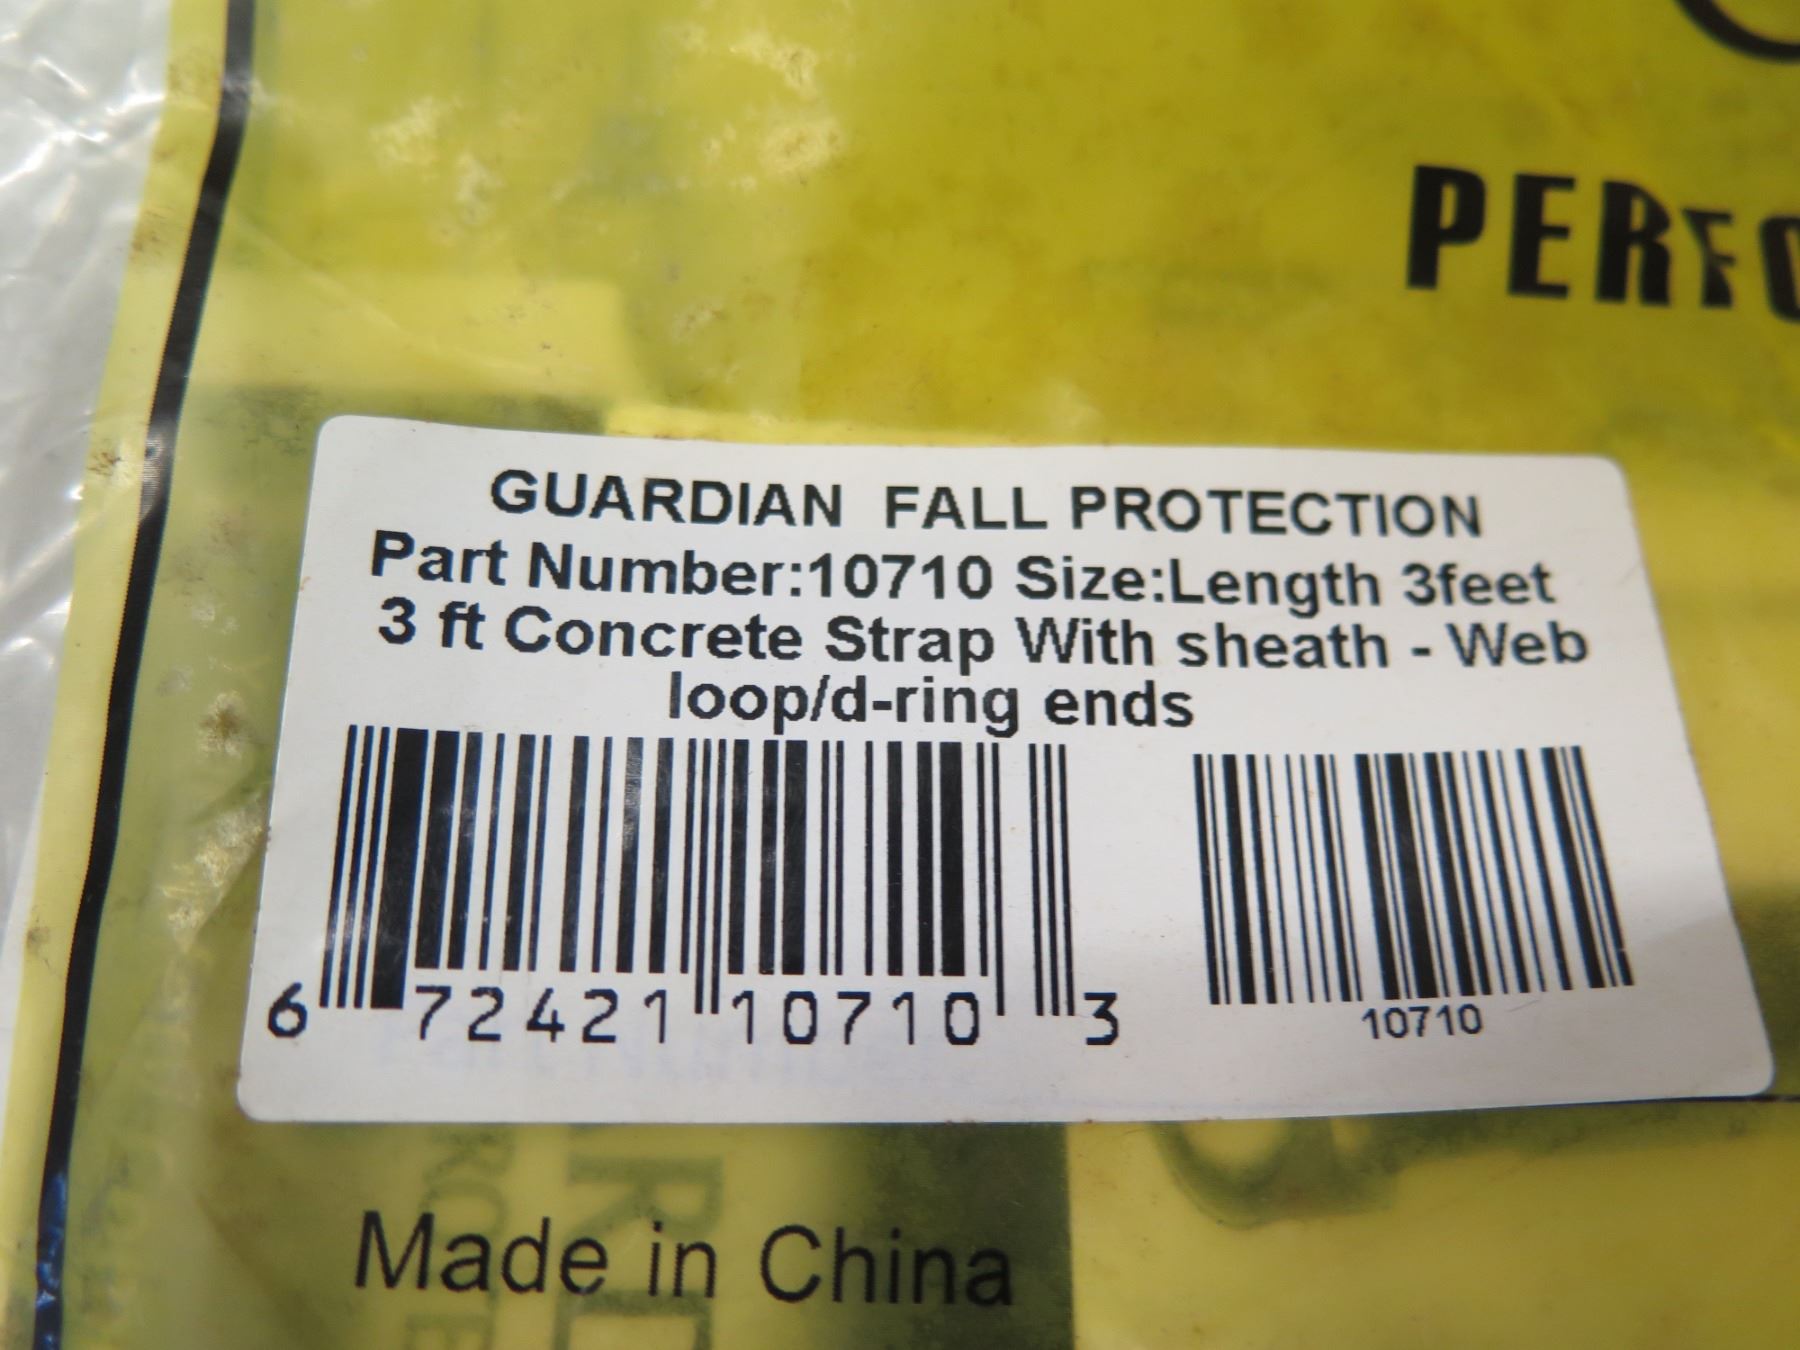 PERFO
GUARDIAN FALL PROTECTION
Part Number:10710 Size:Length 3feet
3 ft Concrete Strap With sheath - Web
loop/d-ring ends
6 72421 10710 3
10710
Made in China